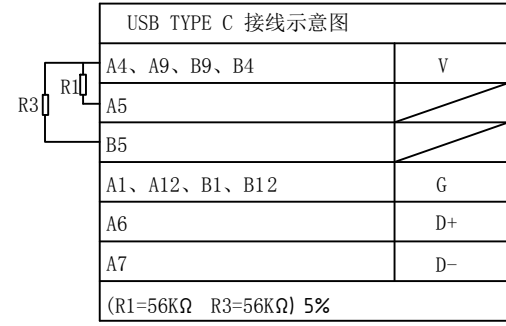 USB TYPE C 接线示意图
A4、A9、B9、B4 V
R1
R3
A5
B5
A1、A12、B1、B12 G
A6 D+
A7 D-
(R1=56KΩ R3=56KΩ) 5%